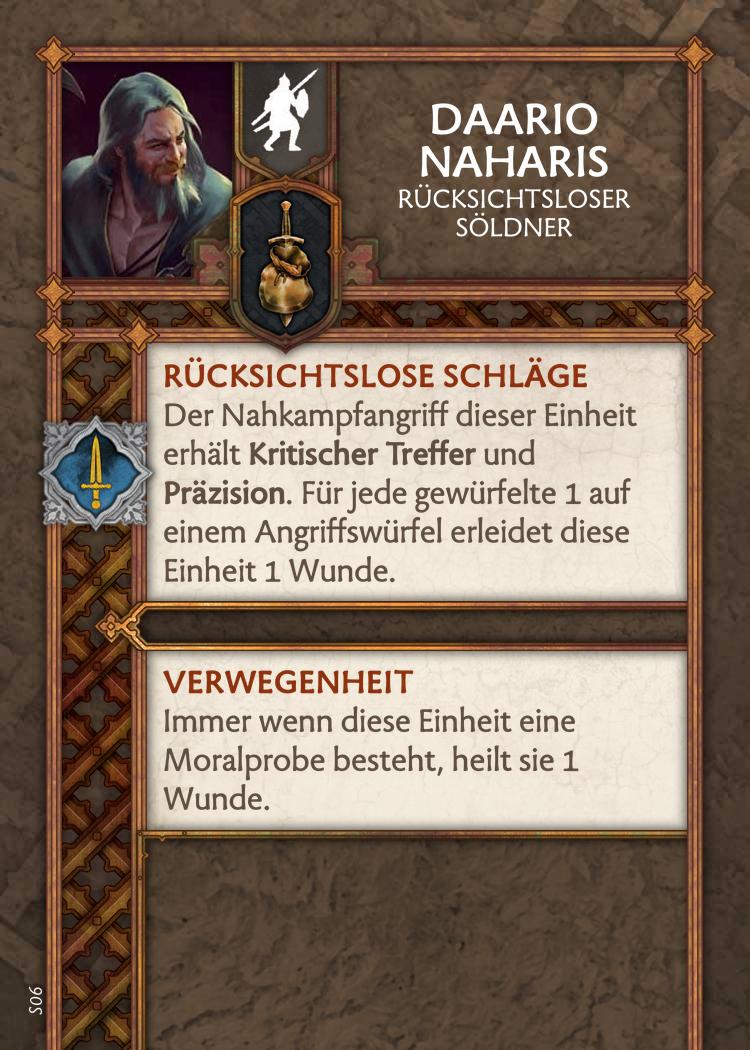 DAARIO
NAHARIS
RÜCKSICHTSLOSER
SÖLDNER
RÜCKSICHTSLOSE SCHLÄGE
Der Nahkampfangriff dieser Einheit
erhält Kritischer Treffer und
Präzision. Für jede gewürfelte 1 auf
einem Angriffswürfel erleidet diese
Einheit 1 Wunde.
VERWEGENHEIT
Immer wenn diese Einheit eine
Moralprobe besteht, heilt sie 1
Wunde.
S06